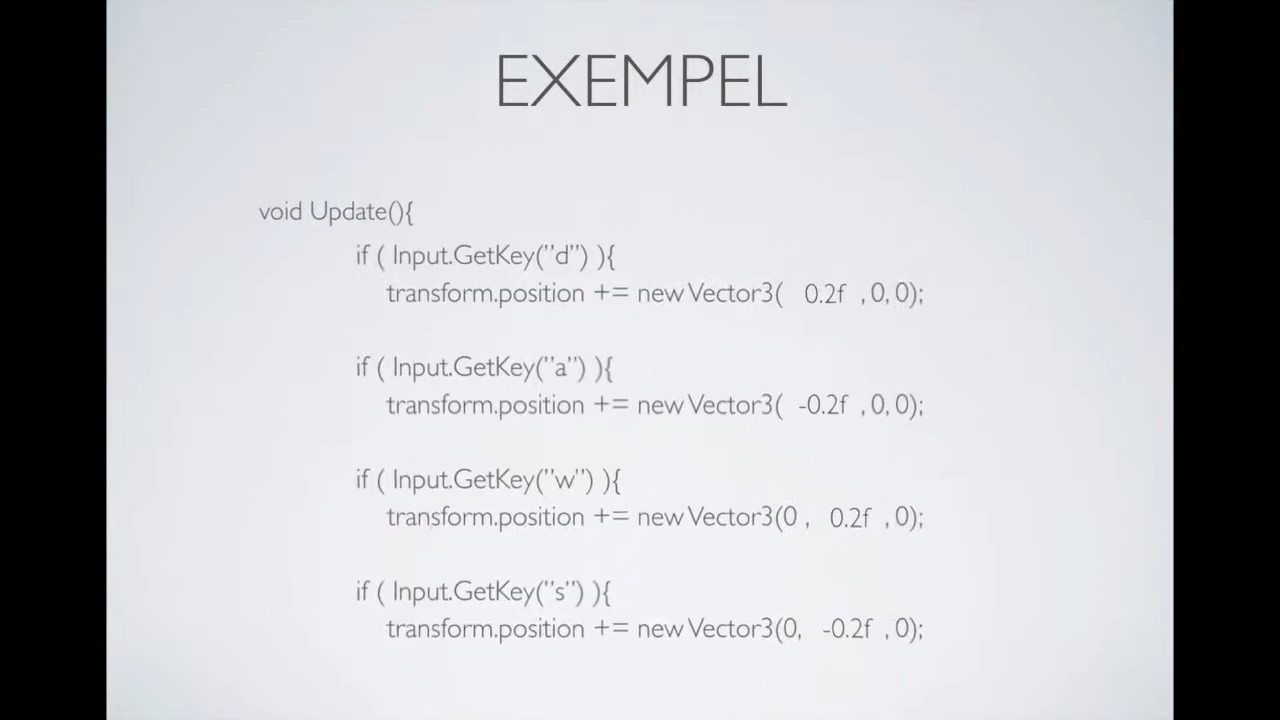 EXEMPEL
void Update(){
if ( Input.GetKey("d") ){
transform.position += new Vector3( 0.2f , 0, 0);
if ( Input.GetKey("a") ){
transform.position += new Vector3( -0.2f , 0, 0);
if ( Input.GetKey("w") ){
transform.position += new Vector3(0 , 0.2f , 0);
if ( Input.GetKey("s") ){
transform.position += new Vector3(0, -0.2f , 0);